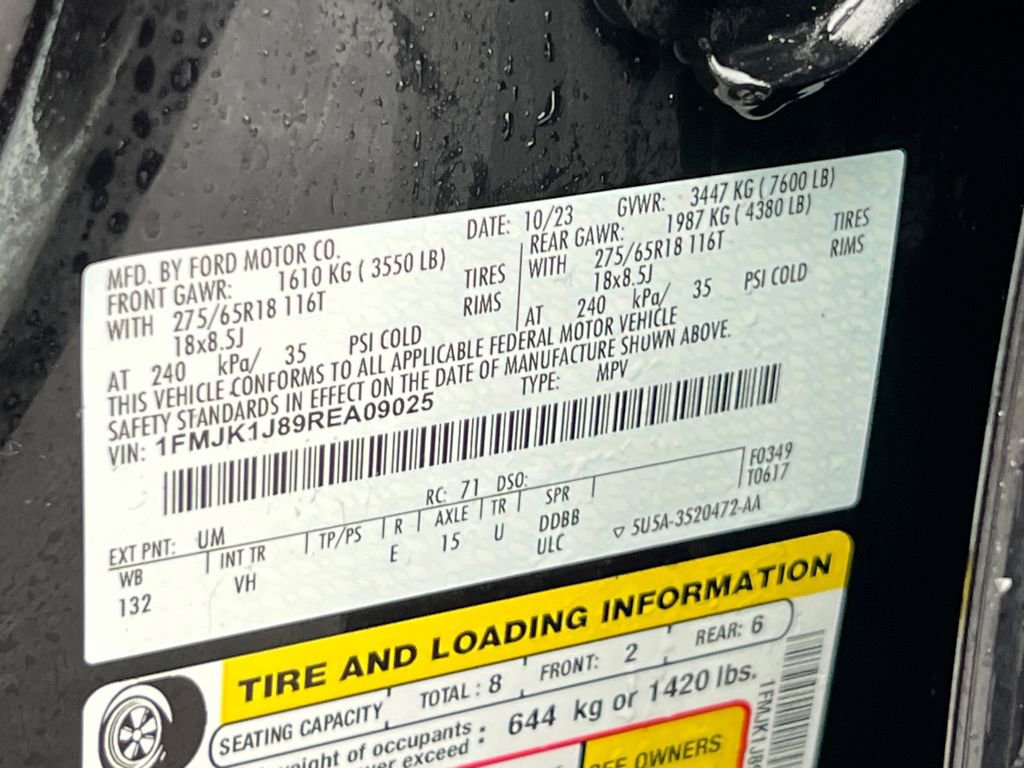 MFD. BY FORD MOTOR CO.
DATE: 10/23 GVWR: 3447 KG ( 7600 LB)
FRONT GAWR: 1610 KG ( 3550 LB)
REAR GAWR: 1987 KG ( 4380 LB)
WITH 275/65R18 116T TIRES
WITH 275/65R18 116T TIRES
18x8.5J RIMS
18x8.5J RIMS
AT 240 kPa/ 35 PSI COLD
AT 240 kPa/ 35 PSI COLD
THIS VEHICLE CONFORMS TO ALL APPLICABLE FEDERAL MOTOR VEHICLE
SAFETY STANDARDS IN EFFECT ON THE DATE OF MANUFACTURE SHOWN ABOVE.
VIN: 1FMJK1J89REA09025 TYPE: MPV
F0349
T0617
EXT PNT: UM RC: 71 DSO:
WB INT TR TP/PS R AXLE TR SPR
132 VH E 15 U DDBB
ULC ▽ 5U5A-3520472-AA
TIRE AND LOADING INFORMATION
SEATING CAPACITY TOTAL : 8 FRONT: 2 REAR: 6
of occupants
exceed : 644 kg or 1420 lbs.
OWNERS